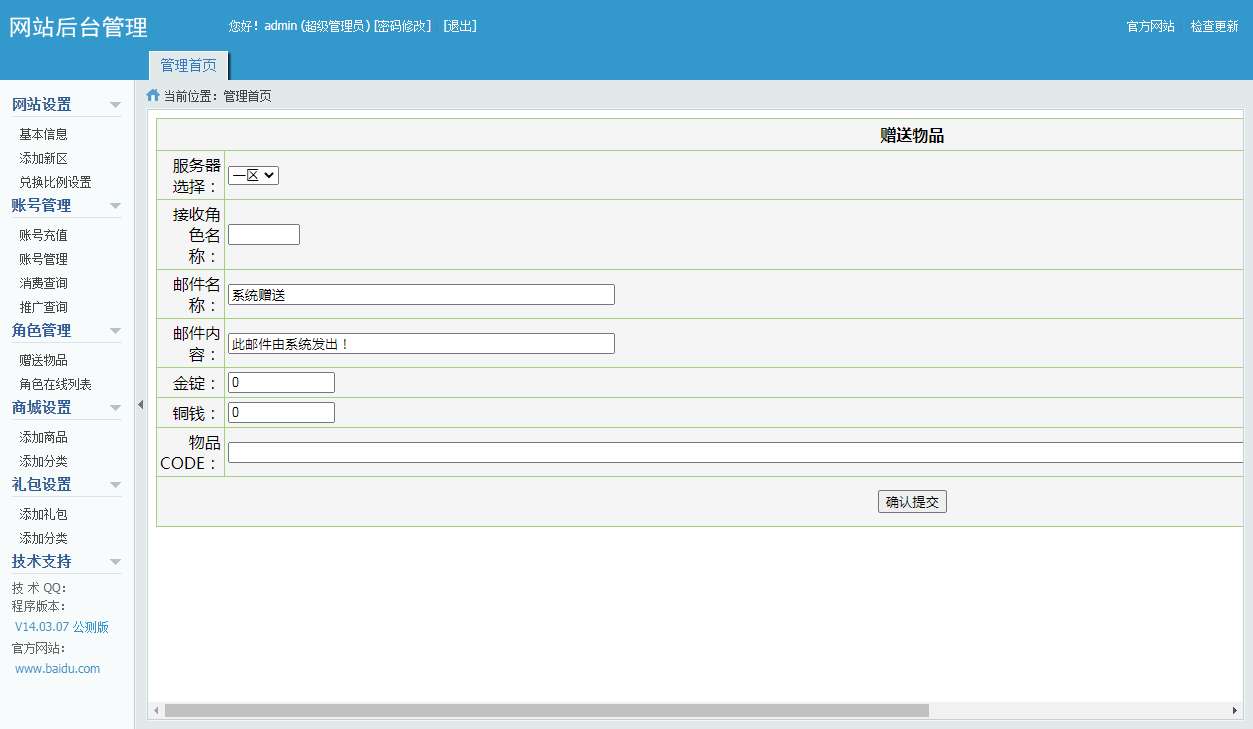 网站后台管理
您好！admin (超级管理员) [密码修改] [退出]
官方网站 检查更新
管理首页
当前位置：管理首页
网站设置
基本信息
添加新区
兑换比例设置
账号管理
账号充值
账号管理
消费查询
推广查询
角色管理
赠送物品
角色在线列表
商城设置
添加商品
添加分类
礼包设置
添加礼包
添加分类
技术支持
技 术 QQ：
程序版本：
V14.03.07 公测版
官方网站：
www.baidu.com
赠送物品
服务器
选择：
一区
接收角
色名
称：
邮件名
称：
系统赠送
邮件内
容：
此邮件由系统发出！
金锭：
0
铜钱：
0
物品
CODE：
确认提交